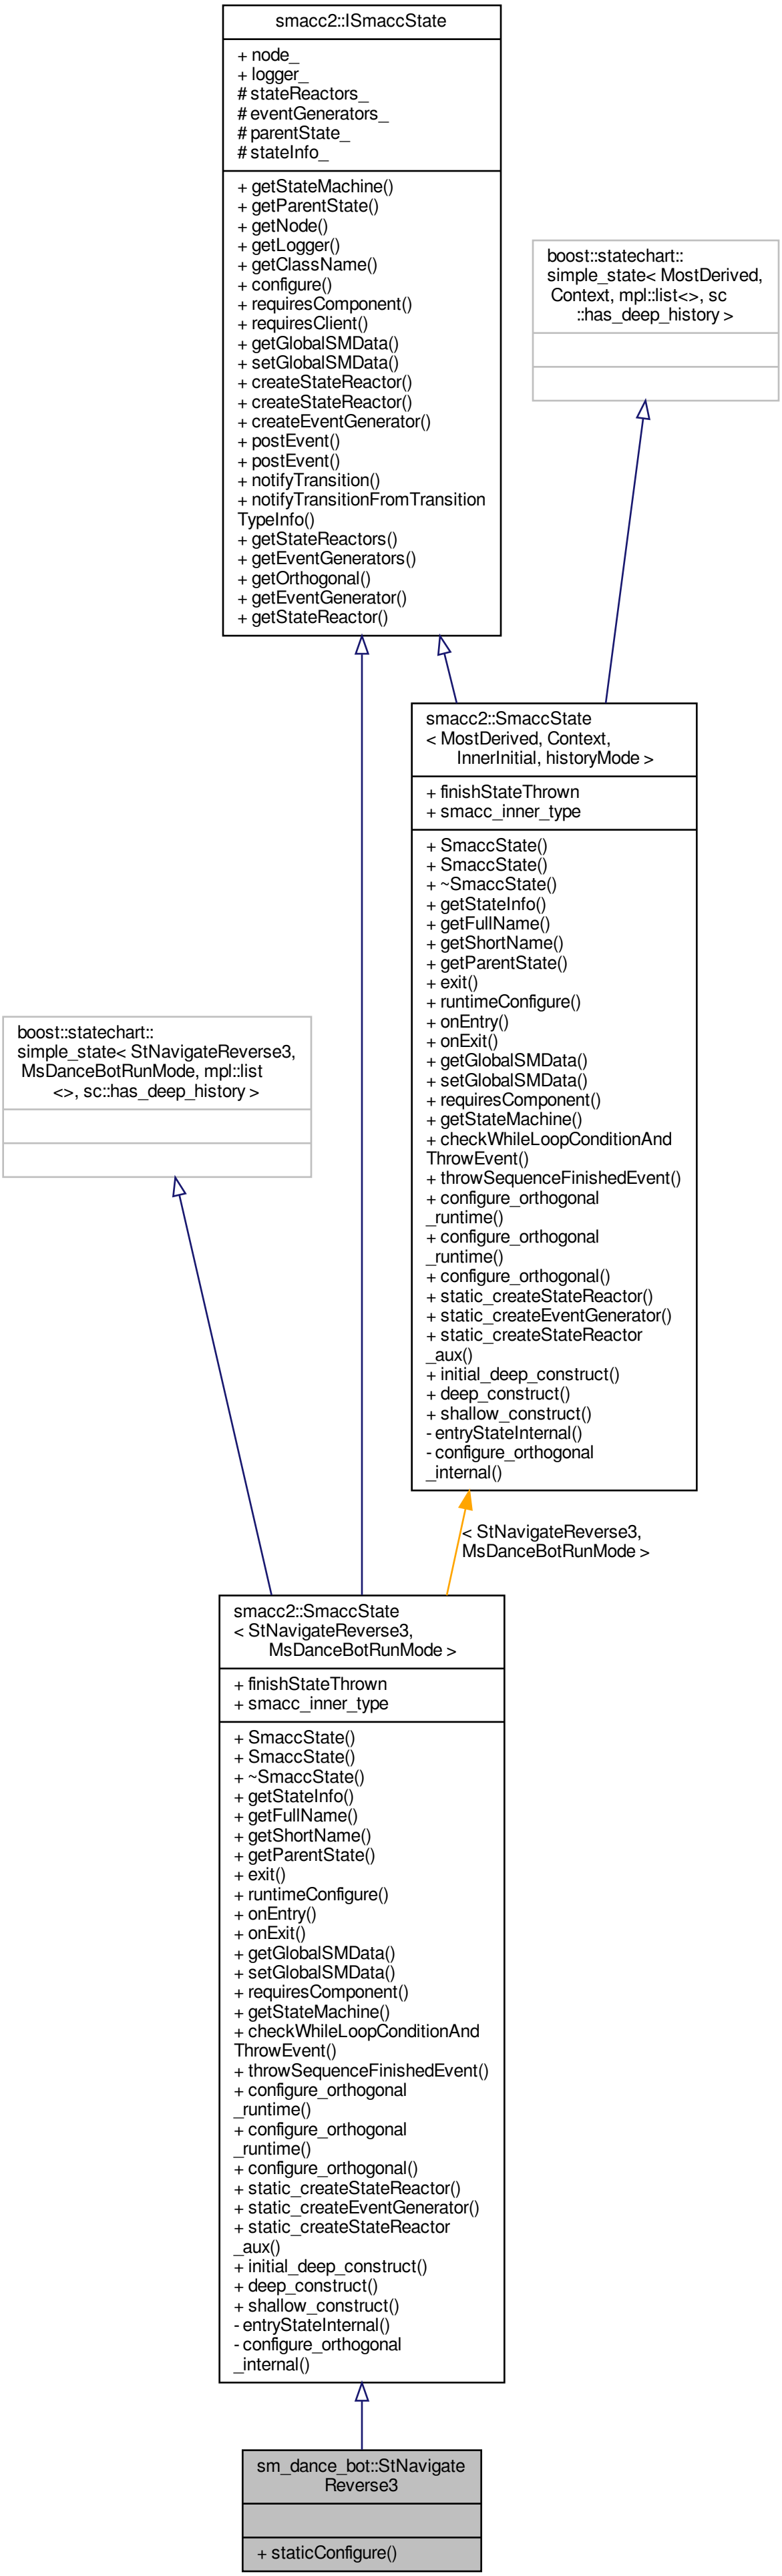 smacc2::ISmaccState
+ node_
+ logger_
# stateReactors_
# eventGenerators_
# parentState_
# stateInfo_
+ getStateMachine()
+ getParentState()
+ getNode()
+ getLogger()
+ getClassName()
+ configure()
+ requiresComponent()
+ requiresClient()
+ getGlobalSMData()
+ setGlobalSMData()
+ createStateReactor()
+ createStateReactor()
+ createEventGenerator()
+ postEvent()
+ postEvent()
+ notifyTransition()
+ notifyTransitionFromTransition
TypeInfo()
+ getStateReactors()
+ getEventGenerators()
+ getOrthogonal()
+ getEventGenerator()
+ getStateReactor()
boost::statechart::
simple_state< MostDerived,
Context, mpl::list<>, sc
::has_deep_history >
smacc2::SmaccState
< MostDerived, Context,
InnerInitial, historyMode >
+ finishStateThrown
+ smacc_inner_type
+ SmaccState()
+ SmaccState()
+ ~SmaccState()
+ getStateInfo()
+ getFullName()
+ getShortName()
+ getParentState()
+ exit()
+ runtimeConfigure()
+ onEntry()
+ onExit()
+ getGlobalSMData()
+ setGlobalSMData()
+ requiresComponent()
+ getStateMachine()
+ checkWhileLoopConditionAnd
ThrowEvent()
+ throwSequenceFinishedEvent()
+ configure_orthogonal
_runtime()
+ configure_orthogonal
_runtime()
+ configure_orthogonal()
+ static_createStateReactor()
+ static_createEventGenerator()
+ static_createStateReactor
_aux()
+ initial_deep_construct()
+ deep_construct()
+ shallow_construct()
- entryStateInternal()
- configure_orthogonal
_internal()
boost::statechart::
simple_state< StNavigateReverse3,
MsDanceBotRunMode, mpl::list
<>, sc::has_deep_history >
< StNavigateReverse3,
MsDanceBotRunMode >
smacc2::SmaccState
< StNavigateReverse3,
MsDanceBotRunMode >
+ finishStateThrown
+ smacc_inner_type
+ SmaccState()
+ SmaccState()
+ ~SmaccState()
+ getStateInfo()
+ getFullName()
+ getShortName()
+ getParentState()
+ exit()
+ runtimeConfigure()
+ onEntry()
+ onExit()
+ getGlobalSMData()
+ setGlobalSMData()
+ requiresComponent()
+ getStateMachine()
+ checkWhileLoopConditionAnd
ThrowEvent()
+ throwSequenceFinishedEvent()
+ configure_orthogonal
_runtime()
+ configure_orthogonal
_runtime()
+ configure_orthogonal()
+ static_createStateReactor()
+ static_createEventGenerator()
+ static_createStateReactor
_aux()
+ initial_deep_construct()
+ deep_construct()
+ shallow_construct()
- entryStateInternal()
- configure_orthogonal
_internal()
sm_dance_bot::StNavigate
Reverse3
+ staticConfigure()